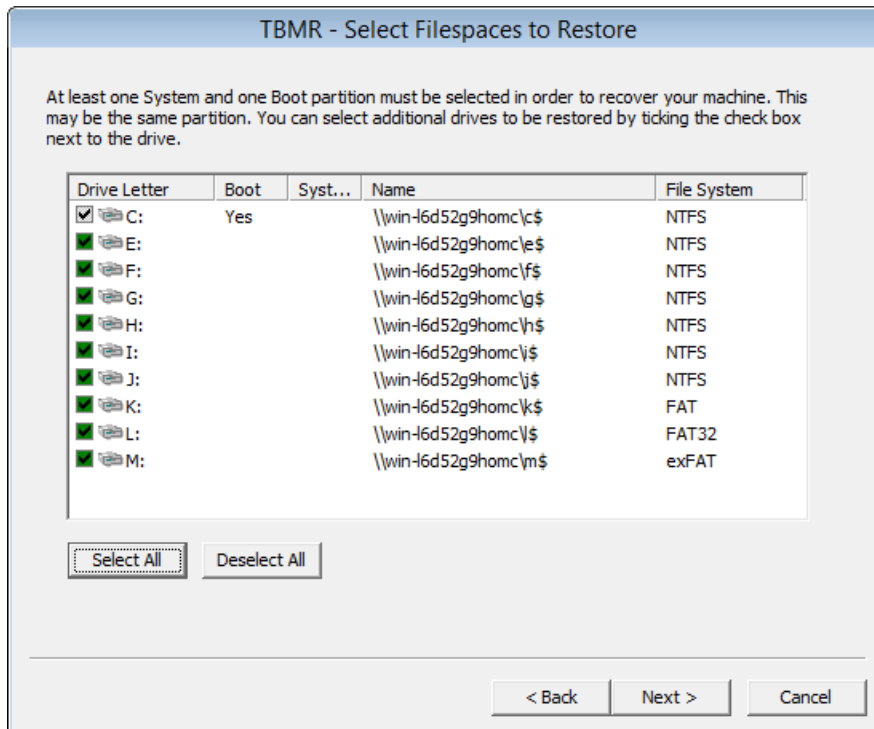 TBMR - Select Filespaces to Restore
At least one System and one Boot partition must be selected in order to recover your machine. This
may be the same partition. You can select additional drives to be restored by ticking the check box
next to the drive.
Drive Letter Boot Syst... Name File System
C: Yes \\win-l6d52g9homc\c$ NTFS
E: \\win-l6d52g9homc\e$ NTFS
F: \\win-l6d52g9homc\f$ NTFS
G: \\win-l6d52g9homc\g$ NTFS
H: \\win-l6d52g9homc\h$ NTFS
I: \\win-l6d52g9homc\i$ NTFS
J: \\win-l6d52g9homc\j$ NTFS
K: \\win-l6d52g9homc\k$ FAT
L: \\win-l6d52g9homc\l$ FAT32
M: \\win-l6d52g9homc\m$ exFAT
Select All Deselect All
< Back Next > Cancel